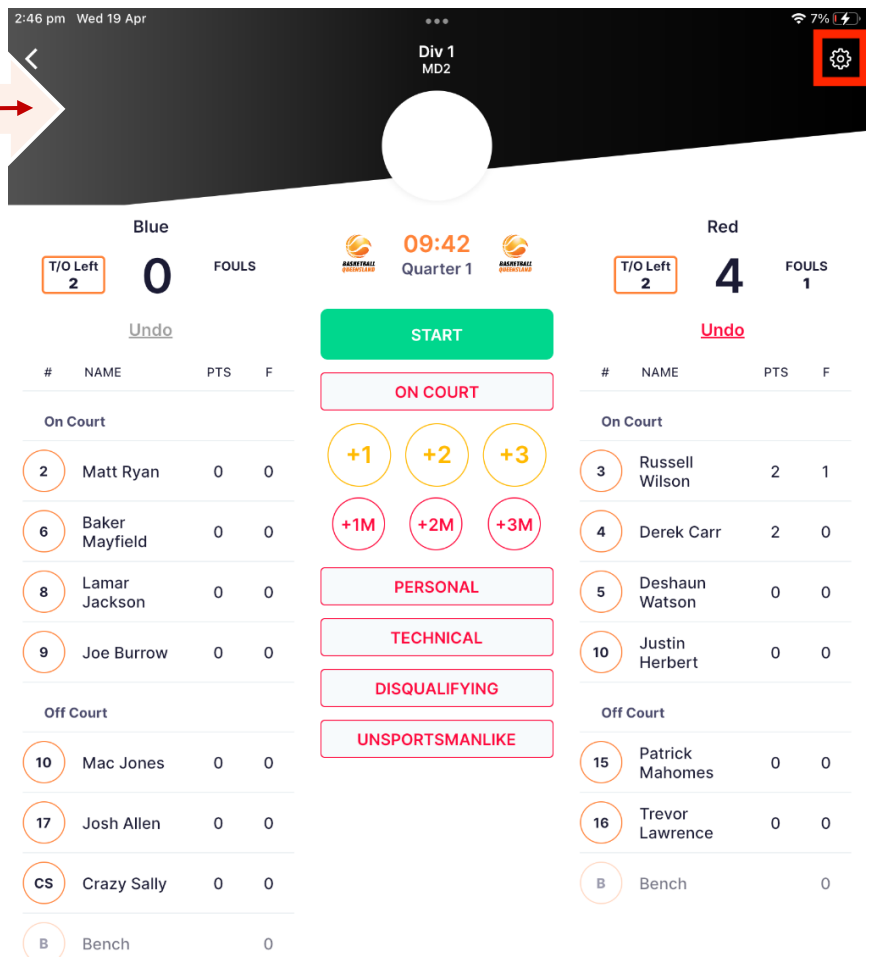 2:46 pm Wed 19 Apr
7%
Div 1
MD2
Blue
Red
T/O Left
2
0
FOULS
BASKETBALL
QUEENSLAND
09:42
Quarter 1
BASKETBALL
QUEENSLAND
T/O Left
2
4
FOULS
1
Undo
START
Undo
# NAME PTS F
ON COURT
# NAME PTS F
On Court
On Court
+1 +2 +3
2 Matt Ryan 0 0
3 Russell
Wilson 2 1
6 Baker
Mayfield 0 0
+1M +2M +3M
4 Derek Carr 2 0
8 Lamar
Jackson 0 0
PERSONAL
5 Deshaun
Watson 0 0
9 Joe Burrow 0 0
TECHNICAL
10 Justin
Herbert 0 0
DISQUALIFYING
Off Court
Off Court
UNSPORTSMANLIKE
10 Mac Jones 0 0
15 Patrick
Mahomes 0 0
17 Josh Allen 0 0
16 Trevor
Lawrence 0 0
CS Crazy Sally 0 0
B Bench 0
B Bench 0